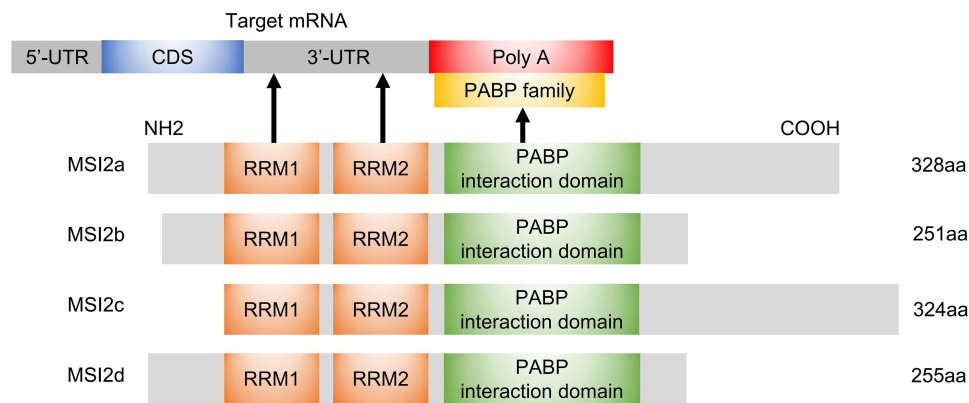 Target mRNA
5'-UTR
CDS
3'-UTR
Poly A
PABP family
NH2
COOH
MSI2a
RRM1
RRM2
PABP
interaction domain
328aa
MSI2b
RRM1
RRM2
PABP
interaction domain
251aa
MSI2c
RRM1
RRM2
PABP
interaction domain
324aa
MSI2d
RRM1
RRM2
PABP
interaction domain
255aa